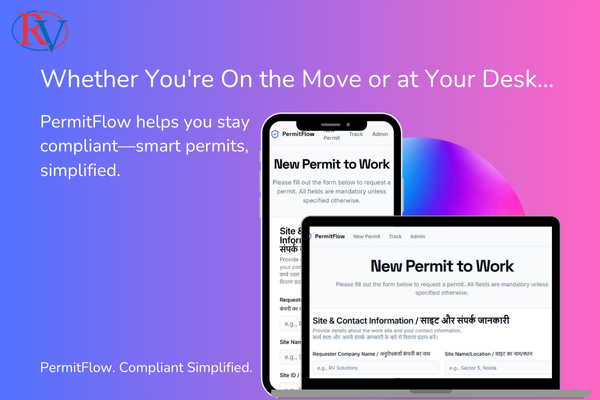 RV
Whether You're On the Move or at Your Desk...
PermitFlow helps you stay
compliant—smart permits,
simplified.
PermitFlow. Compliant Simplified.
PermitFlow
New
Permit
Track
Admin
New Permit to Work
Please fill out the form below to request a
permit. All fields are mandatory unless
specified otherwise.
Site &
Infor
संपर्क
Provide
your con
कार्य स्थल
विवरण प्रदान
Requester
कंपनी का
e.g., R
Site Nam
e.g., S
Site ID /
PermitFlow
New Permit
Track
Admin
New Permit to Work
Please fill out the form below to request a permit. All fields are mandatory unless
specified otherwise.
Site & Contact Information / साइट और संपर्क जानकारी
Provide details about the work site and your contact information.
कार्य स्थल और अपनी संपर्क जानकारी के बारे में विवरण प्रदान करें।
Requester Company Name / अनुरोधकर्ता कंपनी का नाम
Site Name/Location / साइट का नाम/स्थान
e.g., RV Solutions
e.g., Sector 5, Noida